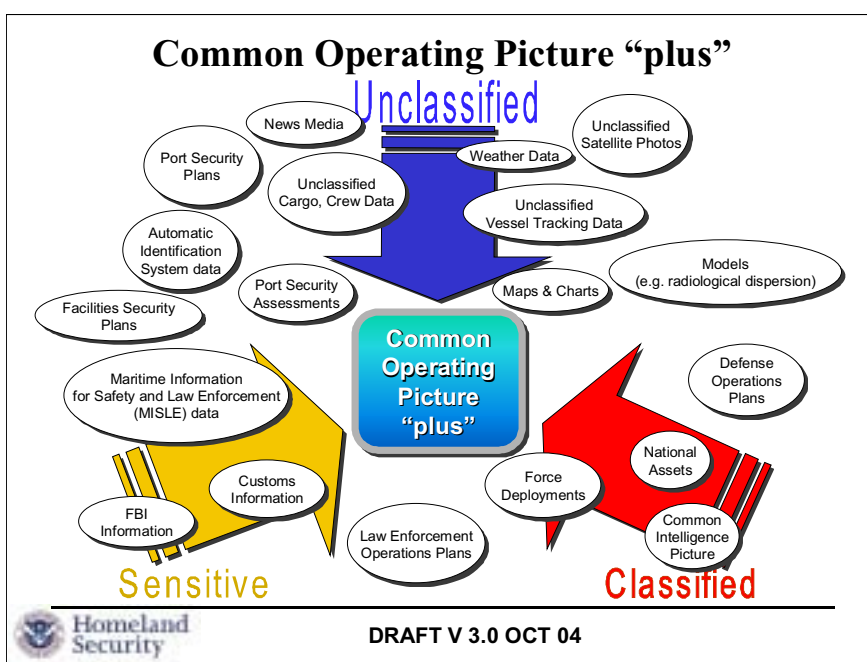 Common Operating Picture “plus”
Unclassified
News Media
Unclassified
Satellite Photos
Port Security
Plans
Weather Data
Unclassified
Cargo, Crew Data
Unclassified
Vessel Tracking Data
Automatic
Identification
System data
Models
(e.g. radiological dispersion)
Port Security
Assessments
Maps & Charts
Facilities Security
Plans
Common
Operating
Picture
“plus”
Maritime Information
for Safety and Law Enforcement
(MISLE) data
Defense
Operations
Plans
National
Assets
Customs
Information
Force
Deployments
FBI
Information
Law Enforcement
Operations Plans
Common
Intelligence
Picture
Sensitive
Classified
Homeland
Security
DRAFT V 3.0 OCT 04